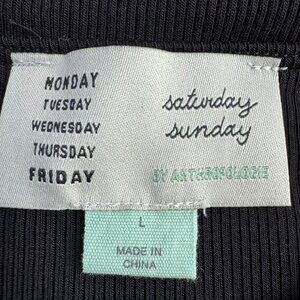 MONDAY
TUESDAY
WEDNESDAY
THURSDAY
FRIDAY
saturday
sunday
BY ANTHROPOLOGIE
L
MADE IN
CHINA